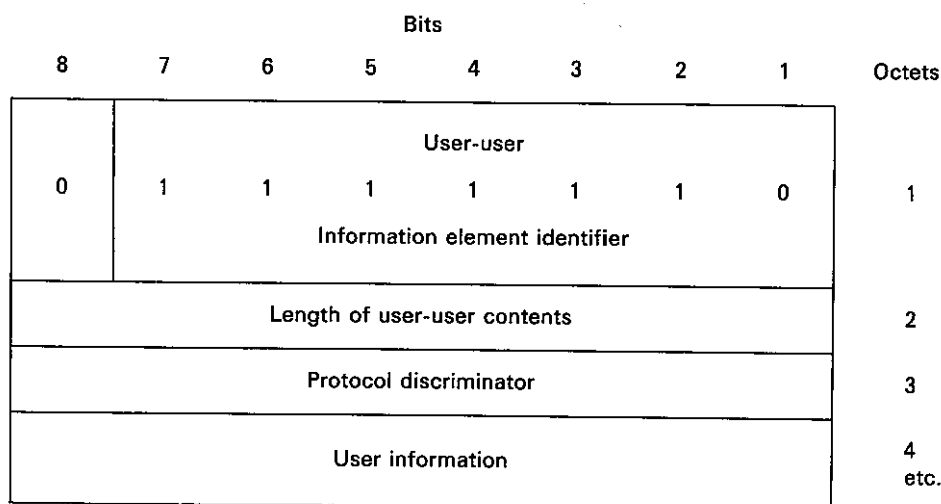 Bits
8 7 6 5 4 3 2 1 Octets
User-user
0 1 1 1 1 1 1 0 1
Information element identifier
Length of user-user contents 2
Protocol discriminator 3
User information 4
etc.